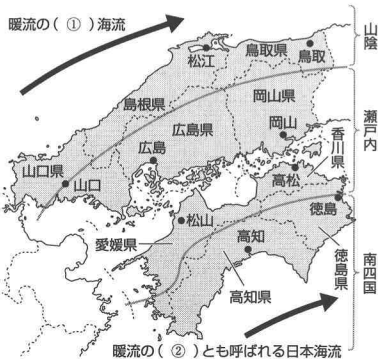 暖流の(①)海流
山陰
鳥取県
鳥取
松江
島根県
岡山県
瀬戸内
広島県
岡山
香川県
広島
山口県
山口
高松
徳島
松山
愛媛県
高知
徳島県
南四国
高知県
暖流の(②)とも呼ばれる日本海流